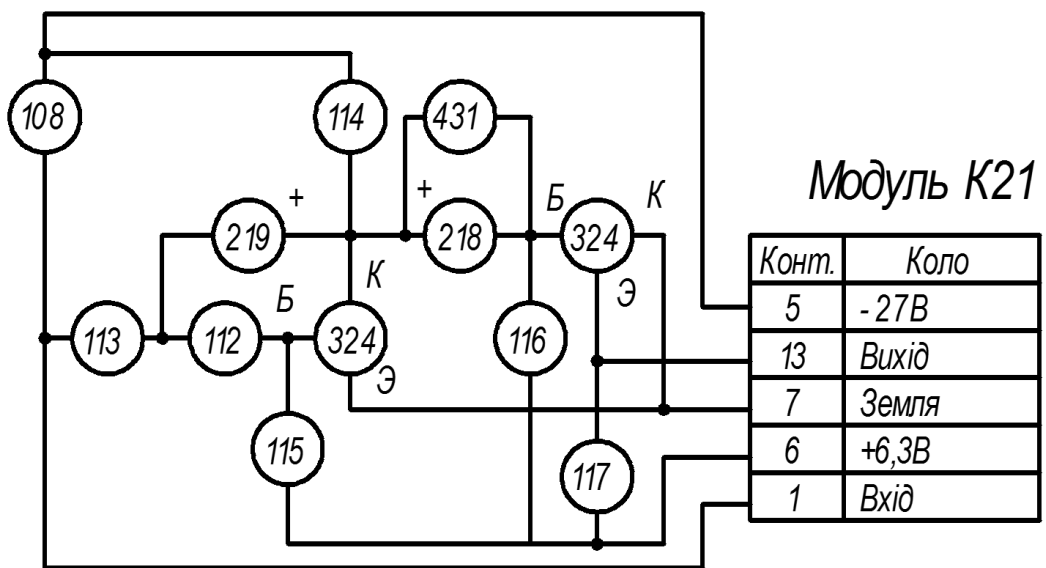 108
114
431
Модуль К21
+
+
Б
К
219
218
324
Конт. Коло
К
Э
5 - 27В
Б
113
112
324
116
13 Вихід
Э
7 Земля
115
117
6 +6,3В
1 Вхід